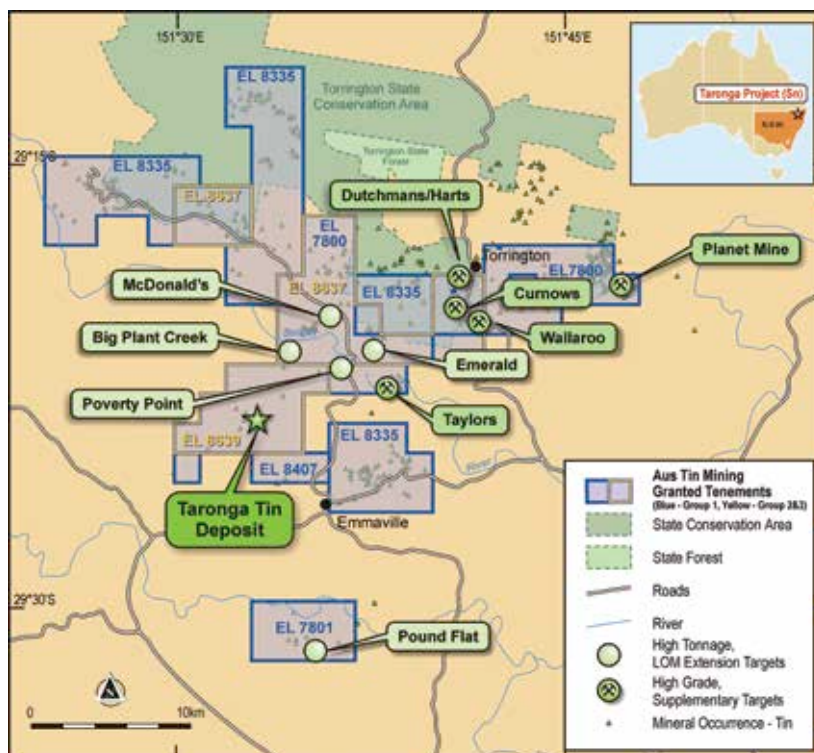 151°30'E
151°45'E
29°15'S
29°30'S
EL 8335
Torrington State
Conservation Area
Torrington State
Forest
EL 8335
EL 8637
EL
7800
EL 8637
EL 8335
EL7800
EL 8639
EL 8335
EL 8407
EL 7801
Dutchmans/Harts
Torrington
Planet Mine
McDonald's
Curnows
Big Plant Creek
Wallaroo
Emerald
Poverty Point
Taylors
River
Taronga Tin
Deposit
Emmaville
Pound Flat
0
10km
Taronga Project (Sn)
N.S.W.
Aus Tin Mining
Granted Tenements
(Blue - Group 1, Yellow - Group 2&3)
State Conservation Area
State Forest
Roads
River
High Tonnage,
LOM Extension Targets
High Grade,
Supplementary Targets
Mineral Occurrence - Tin